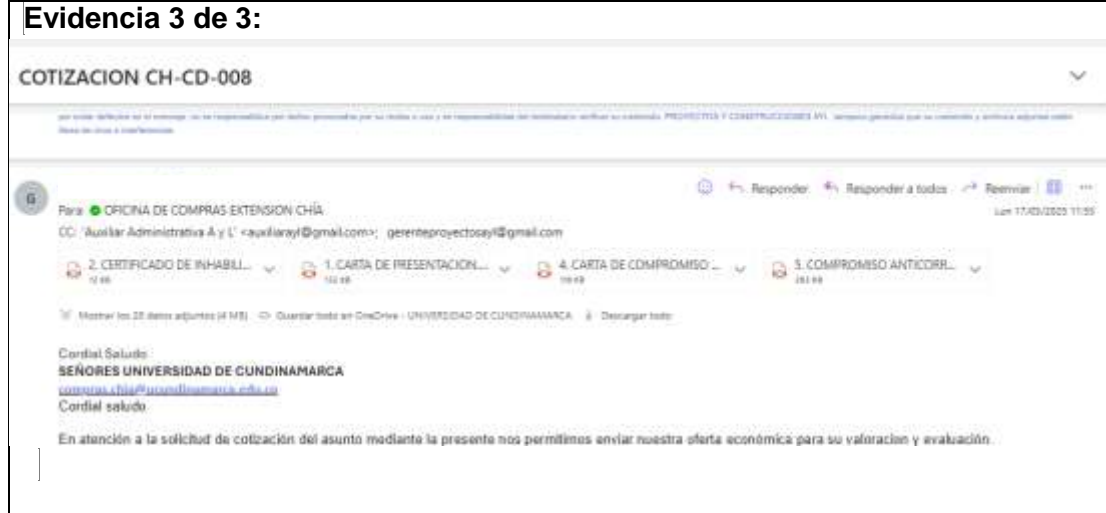 Evidencia 3 de 3:
COTIZACION CH-CD-008
G
Responder Responder a todos Reenviar ...
Para: OFICINA DE COMPRAS EXTENSION CHÍA
Lun 17/03/2025 11:55
CC: 'Auxiliar Administrativa A y L' <auxiliarayl@gmail.com>; gerenteproyectosayl@gmail.com
2. CERTIFICADO DE INHABILI... 1. CARTA DE PRESENTACION.... 4. CARTA DE COMPROMISO ... 5. COMPROMISO ANTICORR...
Mostrar los 28 datos adjuntos (4 MB) Guardar todo en OneDrive - UNIVERSIDAD DE CUNDINAMARCA Descargar todo
Cordial Saludo
SEÑORES UNIVERSIDAD DE CUNDINAMARCA
compras.chia@ucundinamarca.edu.co
Cordial saludo
En atención a la solicitud de cotización del asunto mediante la presente nos permitimos enviar nuestra oferta económica para su valoracion y evaluación.